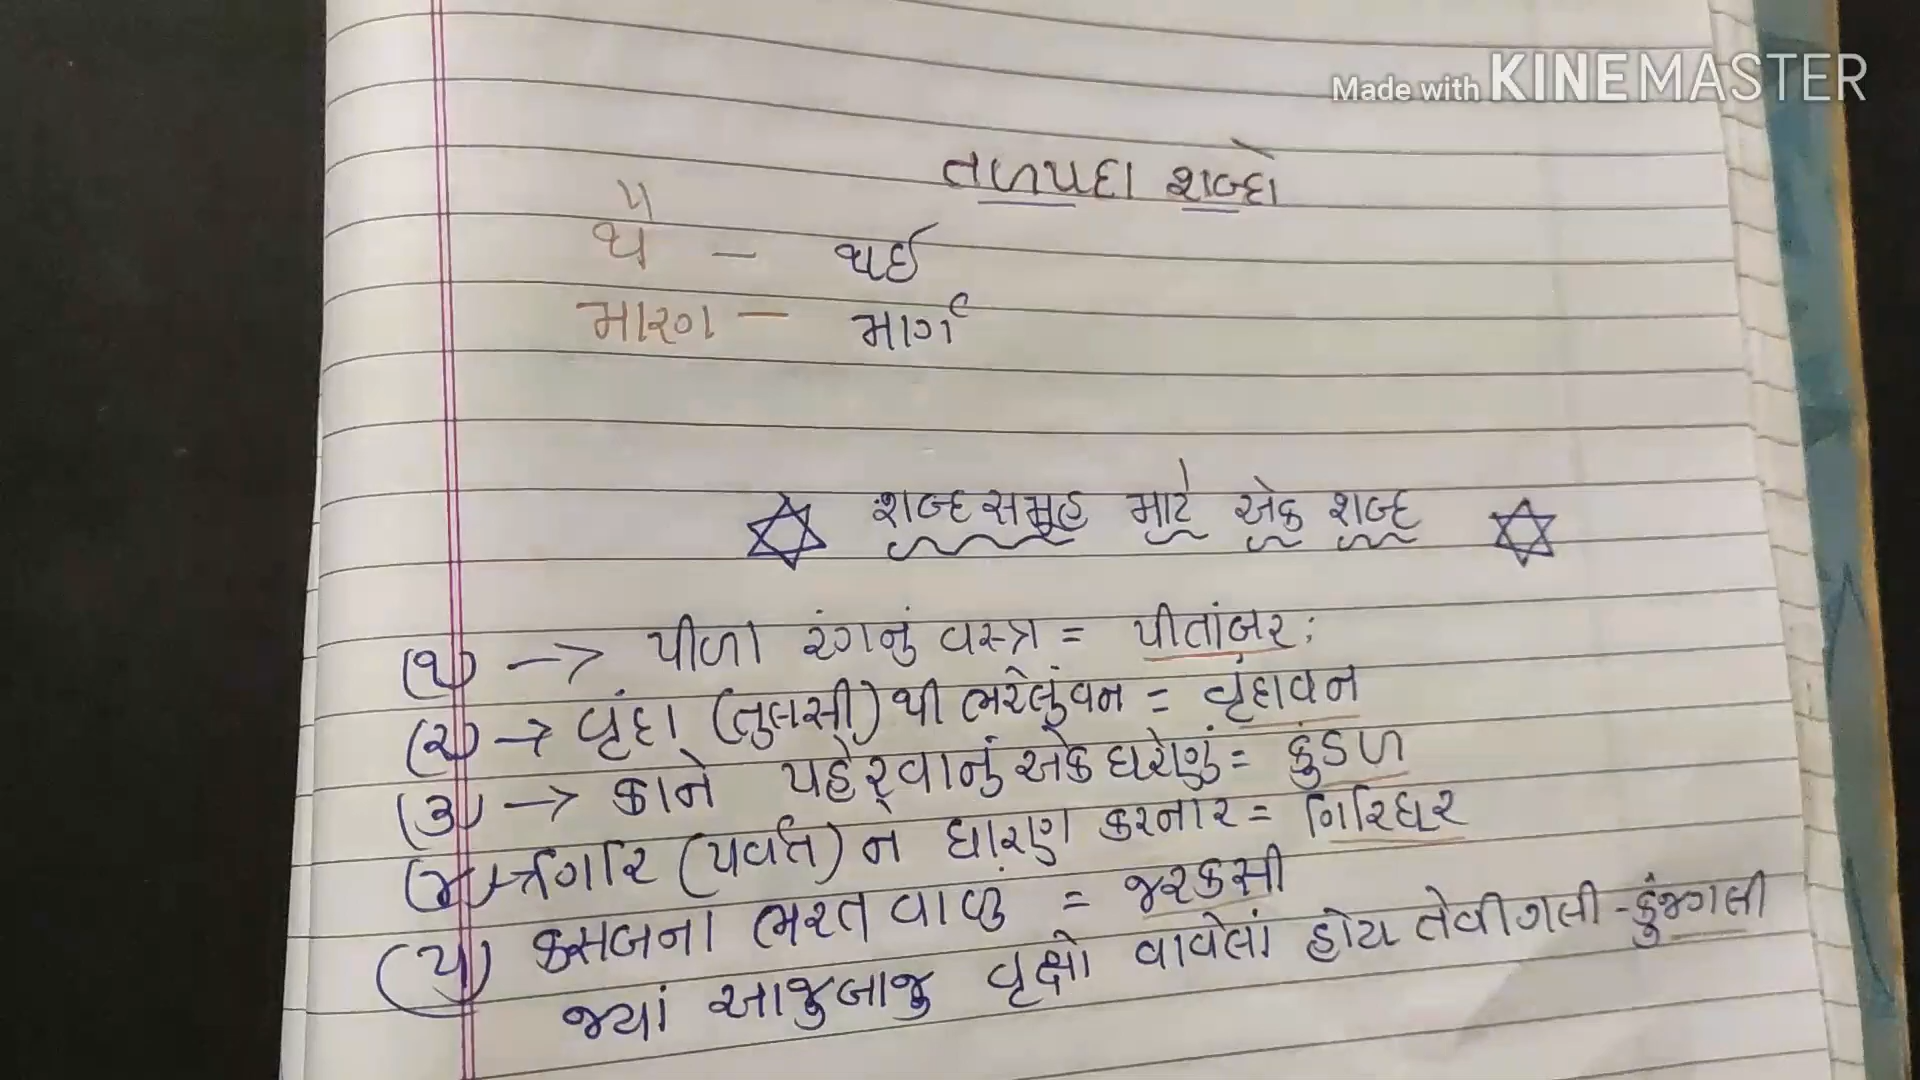 Made with KINEMASTER
તળપદા શબ્દો
થૈ - થઈ
મારગ - માર્ગ
શબ્દસમૂહ માટે એક શબ્દ
(૧) → પીળા રંગનું વસ્ત્ર = પીતાંબર:
(૨) → વૃંદા (તુલસી) થી ભરેલુંવન = વૃંદાવન
(૩) → કાને પહેરવાનું એક ઘરેણું = કુંડળ
(૪) → ગિરિ (પર્વત) ને ધારણ કરનાર = ગિરિધર
(૫) કસબના ભરત વાળું = જરકસી
જ્યાં આજુબાજુ વૃક્ષો વાવેલાં હોય તેવીગલી - કુંજગલી